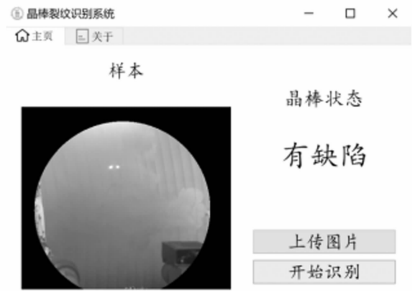 晶棒裂纹识别系统
主页 关于
样本
晶棒状态
有缺陷
上传图片
开始识别